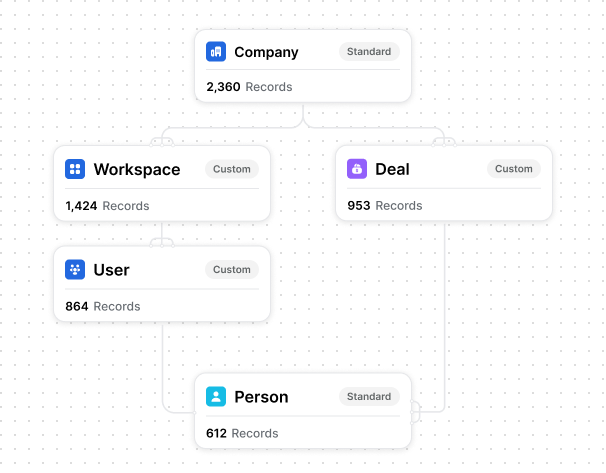 Company Standard
2,360 Records
Workspace Custom
1,424 Records
Deal Custom
953 Records
User Custom
864 Records
Person Standard
612 Records